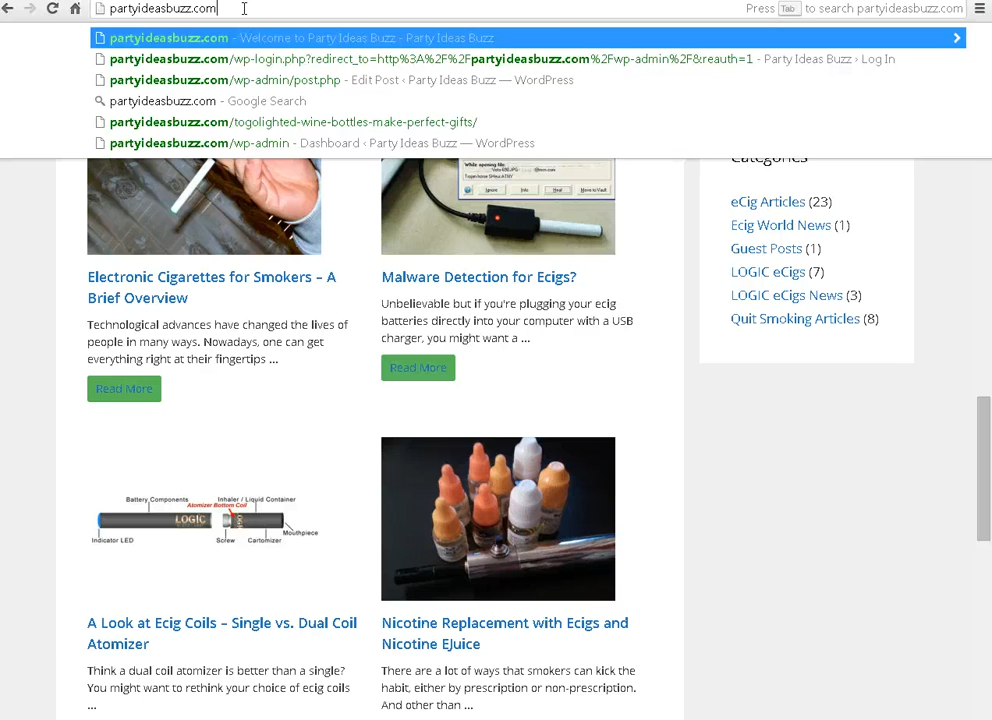 partyideasbuzz.com
Press Tab to search partyideasbuzz.com
partyideasbuzz.com - Welcome to Party Ideas Buzz - Party Ideas Buzz
partyideasbuzz.com/wp-login.php?redirect_to=http%3A%2F%2Fpartyideasbuzz.com%2Fwp-admin%2F&reauth=1 - Party Ideas Buzz › Log In
partyideasbuzz.com/wp-admin/post.php - Edit Post ‹ Party Ideas Buzz — WordPress
partyideasbuzz.com - Google Search
partyideasbuzz.com/togolighted-wine-bottles-make-perfect-gifts/
partyideasbuzz.com/wp-admin - Dashboard ‹ Party Ideas Buzz — WordPress
Categories
While opening file:
Ignore Info Heal Move to Vault
eCig Articles (23)
Ecig World News (1)
Guest Posts (1)
LOGIC eCigs (7)
LOGIC eCigs News (3)
Quit Smoking Articles (8)
Electronic Cigarettes for Smokers – A
Brief Overview
Technological advances have changed the lives of
people in many ways. Nowadays, one can get
everything right at their fingertips ...
Read More
Malware Detection for Ecigs?
Unbelievable but if you're plugging your ecig
batteries directly into your computer with a USB
charger, you might want a ...
Read More
Battery Components
Inhaler / Liquid Container
Atomizer Bottom Coil
LOGIC
Mouthpiece
Indicator LED
Screw
Cartomizer
A Look at Ecig Coils – Single vs. Dual Coil
Atomizer
Think a dual coil atomizer is better than a single?
You might want to rethink your choice of ecig coils
...
Nicotine Replacement with Ecigs and
Nicotine EJuice
There are a lot of ways that smokers can kick the
habit, either by prescription or non-prescription.
And other than ...